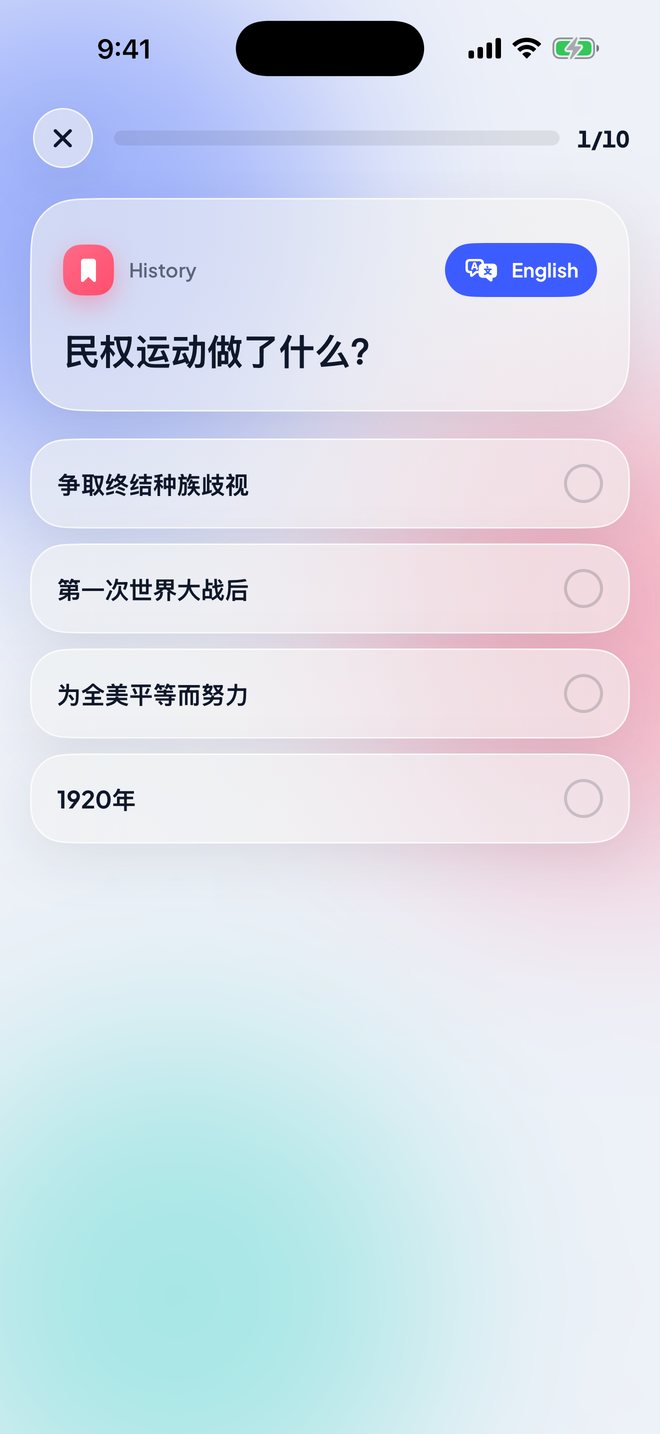 9:41
1/10
History
English
民权运动做了什么?
争取终结种族歧视
第一次世界大战后
为全美平等而努力
1920年